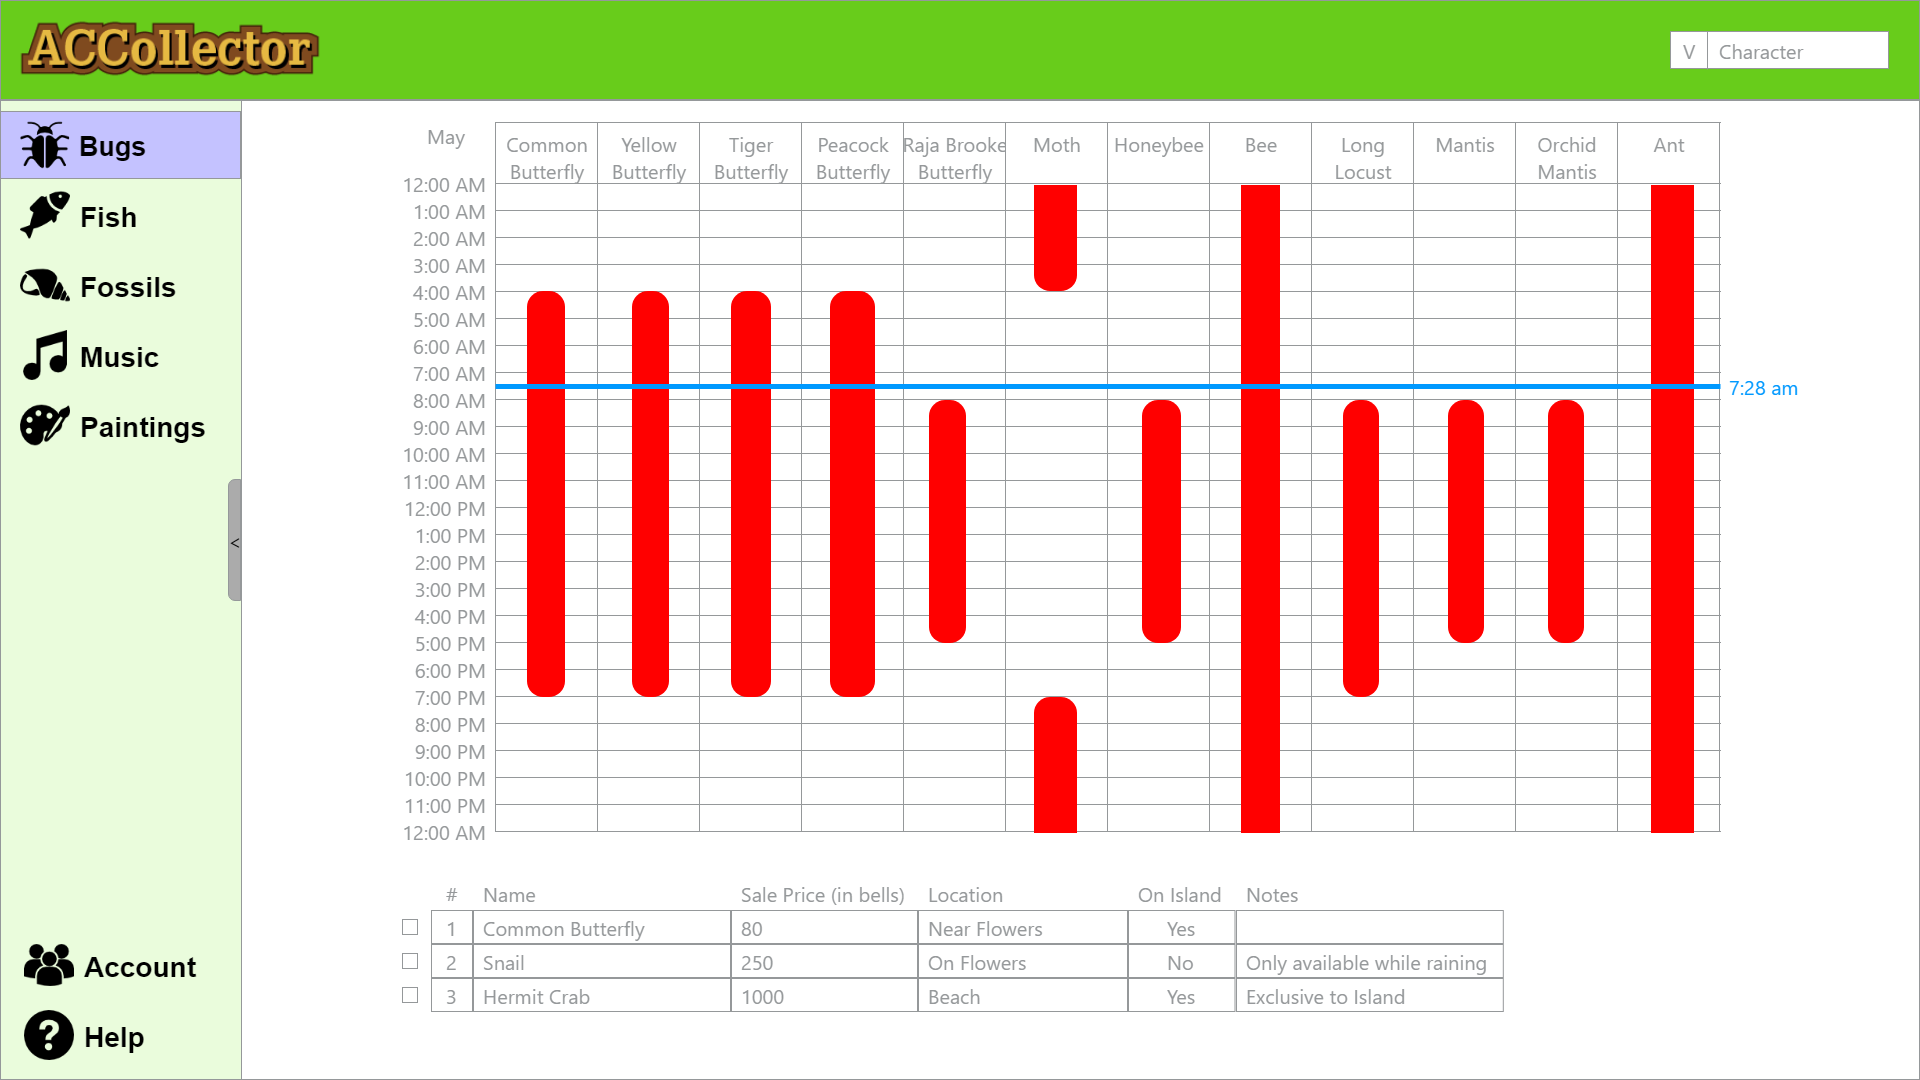 ACCollector
V Character
Bugs
Fish
Fossils
Music
Paintings
<
Account
Help
May
Common Butterfly
Yellow Butterfly
Tiger Butterfly
Peacock Butterfly
Raja Brooke Butterfly
Moth
Honeybee
Bee
Long Locust
Mantis
Orchid Mantis
Ant
12:00 AM
1:00 AM
2:00 AM
3:00 AM
4:00 AM
5:00 AM
6:00 AM
7:00 AM
7:28 am
8:00 AM
9:00 AM
10:00 AM
11:00 AM
12:00 PM
1:00 PM
2:00 PM
3:00 PM
4:00 PM
5:00 PM
6:00 PM
7:00 PM
8:00 PM
9:00 PM
10:00 PM
11:00 PM
12:00 AM
# Name Sale Price (in bells) Location On Island Notes
1 Common Butterfly 80 Near Flowers Yes
2 Snail 250 On Flowers No Only available while raining
3 Hermit Crab 1000 Beach Yes Exclusive to Island